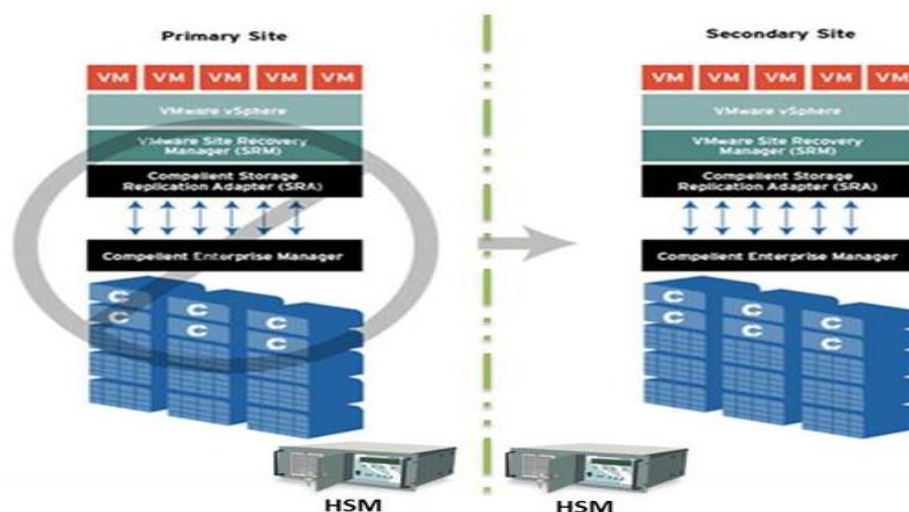 Primary Site
VM VM VM VM VM
VMware vSphere
VMware Site Recovery
Manager (SRM)
Compellent Storage
Replication Adapter (SRA)
Compellent Enterprise Manager
C
C
C
C
C
C
HSM
Secondary Site
VM VM VM VM VM
VMware vSphere
VMware Site Recovery
Manager (SRM)
Compellent Storage
Replication Adapter (SRA)
Compellent Enterprise Manager
C
C
C
C
C
C
HSM